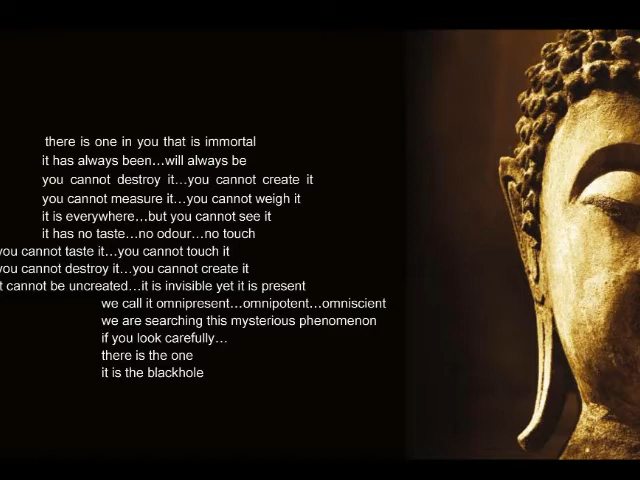 there is one in you that is immortal
it has always been...will always be
you cannot destroy it...you cannot create it
you cannot measure it...you cannot weigh it
it is everywhere...but you cannot see it
it has no taste...no odour...no touch
you cannot taste it...you cannot touch it
you cannot destroy it...you cannot create it
t cannot be uncreated...it is invisible yet it is present
we call it omnipresent...omnipotent...omniscient
we are searching this mysterious phenomenon
if you look carefully...
there is the one
it is the blackhole